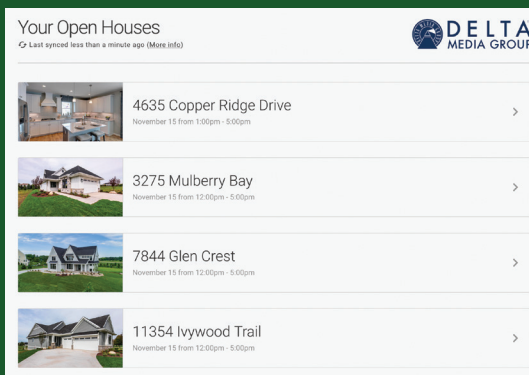 Your Open Houses
Last synced less than a minute ago (More info)
DELTA
MEDIA GROUP
4635 Copper Ridge Drive
November 15 from 1:00pm - 5:00pm
3275 Mulberry Bay
November 15 from 12:00pm - 5:00pm
7844 Glen Crest
November 15 from 12:00pm - 5:00pm
11354 Ivywood Trail
November 15 from 12:00pm - 5:00pm